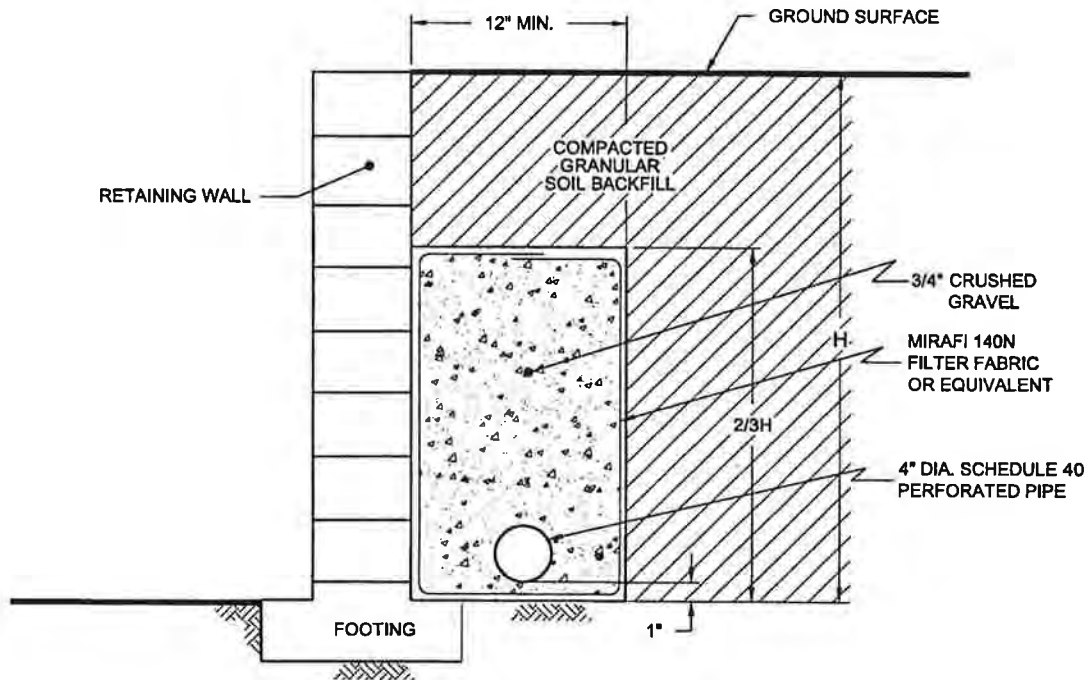 12" MIN.
GROUND SURFACE
COMPACTED
GRANULAR
SOIL BACKFILL
RETAINING WALL
3/4" CRUSHED
GRAVEL
H
MIRAFI 140N
FILTER FABRIC
OR EQUIVALENT
2/3H
4" DIA. SCHEDULE 40
PERFORATED PIPE
FOOTING
1"